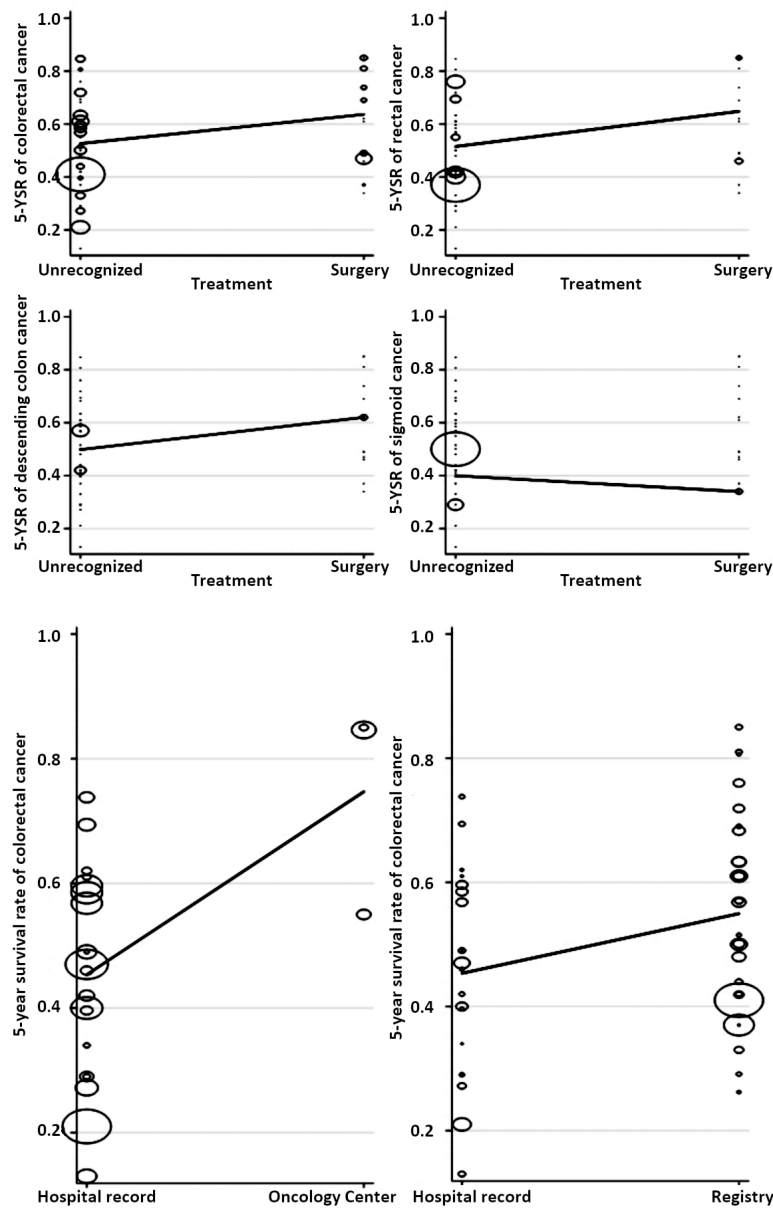 5-YSR of colorectal cancer
1.0
0.8
0.6
0.4
0.2
Unrecognized
Surgery
Treatment
5-YSR of rectal cancer
1.0
0.8
0.6
0.4
0.2
Unrecognized
Surgery
Treatment
5-YSR of descending colon cancer
1.0
0.8
0.6
0.4
0.2
Unrecognized
Surgery
Treatment
5-YSR of sigmoid cancer
1.0
0.8
0.6
0.4
0.2
Unrecognized
Surgery
Treatment
5-year survival rate of colorectal cancer
1.0
0.8
0.6
0.4
0.2
Hospital record
Oncology Center
5-year survival rate of colorectal cancer
1.0
0.8
0.6
0.4
0.2
Hospital record
Registry